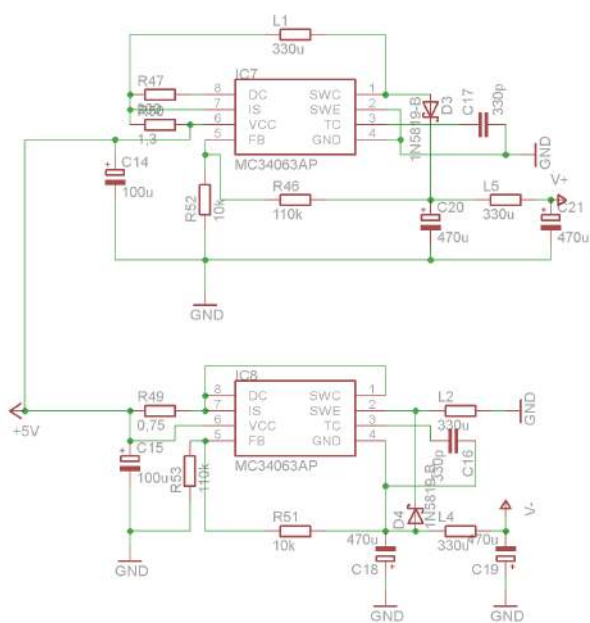 L1
330u
R47
IC7
8 DC SWC 1
7 IS SWE 2
6 VCC TC 3
5 FB GND 4
MC34063AP
1,3
C14
100u
R52
10k
R46
110k
1N5819-B
D3
C17
330p
GND
L5
330u
V+
C20
470u
C21
470u
GND
+5V
R49
0,75
IC8
8 DC SWC 1
7 IS SWE 2
6 VCC TC 3
5 FB GND 4
MC34063AP
C15
100u
R53
110k
L2
330u
GND
330p
C16
1N5819-B
D4
R51
10k
L4
330u
V-
470u
C18
470u
C19
GND
GND
GND